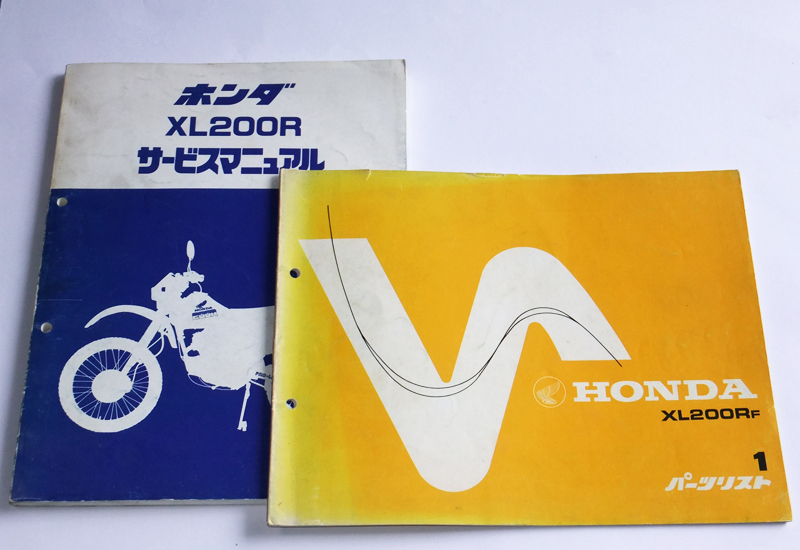 ホンダ
XL200R
サービスマニュアル
HONDA
XL200RF
1
パーツリスト